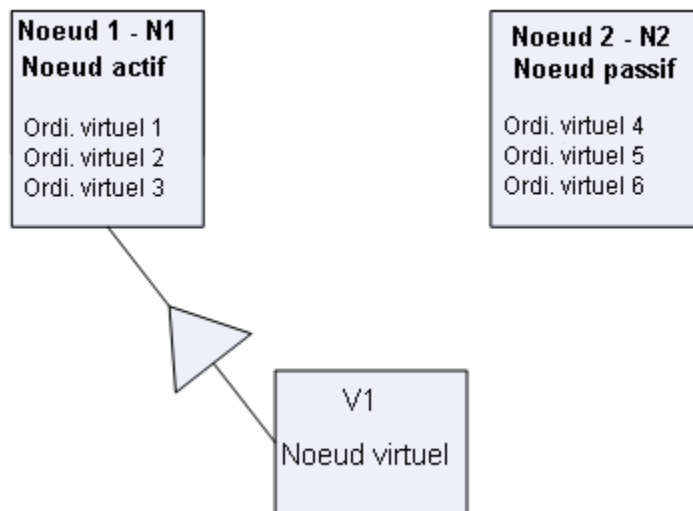 Noeud 1 - N1
Noeud actif
Ordi. virtuel 1
Ordi. virtuel 2
Ordi. virtuel 3
Noeud 2 - N2
Noeud passif
Ordi. virtuel 4
Ordi. virtuel 5
Ordi. virtuel 6
V1
Noeud virtuel